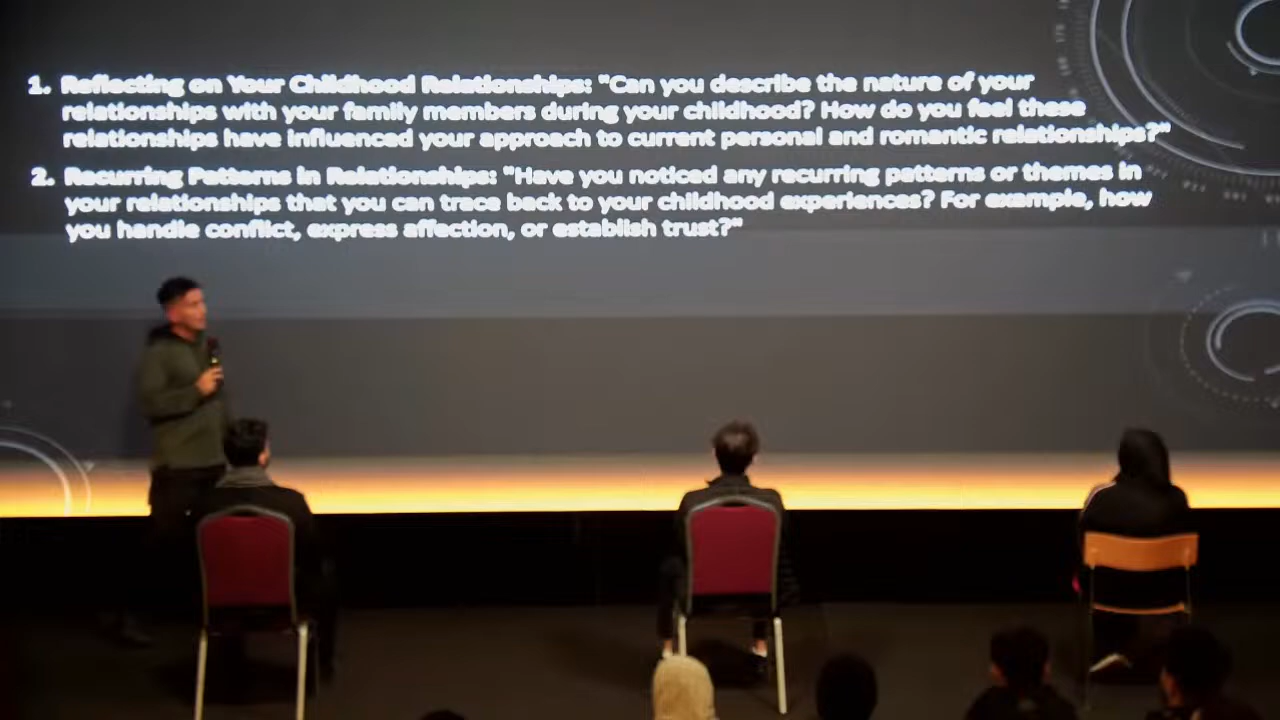 1. Reflecting on Your Childhood Relationships: "Can you describe the nature of your
relationships with your family members during your childhood? How do you feel these
relationships have influenced your approach to current personal and romantic relationships?"
2. Recurring Patterns in Relationships: "Have you noticed any recurring patterns or themes in
your relationships that you can trace back to your childhood experiences? For example, how
you handle conflict, express affection, or establish trust?"